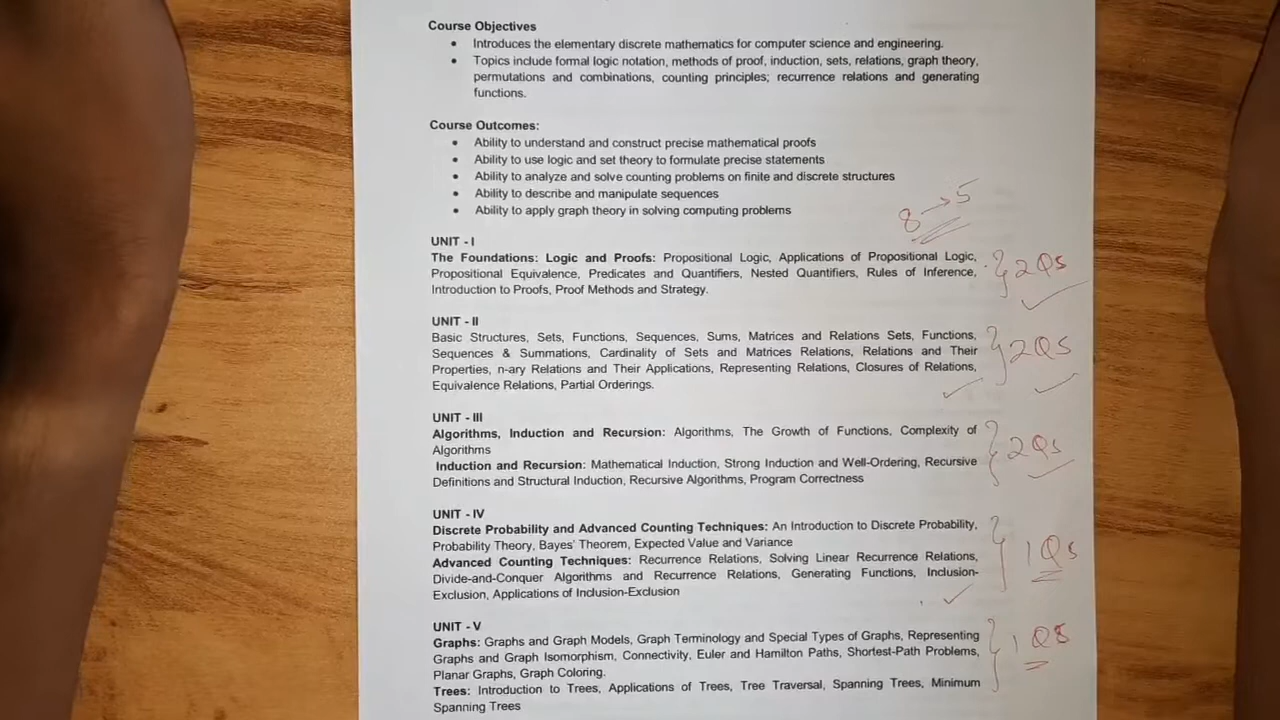 Course Objectives
• Introduces the elementary discrete mathematics for computer science and engineering.
• Topics include formal logic notation, methods of proof, induction, sets, relations, graph theory,
permutations and combinations, counting principles; recurrence relations and generating
functions.
Course Outcomes:
• Ability to understand and construct precise mathematical proofs
• Ability to use logic and set theory to formulate precise statements
• Ability to analyze and solve counting problems on finite and discrete structures
• Ability to describe and manipulate sequences
• Ability to apply graph theory in solving computing problems
8 → 5
UNIT - I
The Foundations: Logic and Proofs: Propositional Logic, Applications of Propositional Logic,
Propositional Equivalence, Predicates and Quantifiers, Nested Quantifiers, Rules of Inference,
Introduction to Proofs, Proof Methods and Strategy.
2Qs
UNIT - II
Basic Structures, Sets, Functions, Sequences, Sums, Matrices and Relations Sets, Functions,
Sequences & Summations, Cardinality of Sets and Matrices Relations, Relations and Their
Properties, n-ary Relations and Their Applications, Representing Relations, Closures of Relations,
Equivalence Relations, Partial Orderings.
2QS
UNIT - III
Algorithms, Induction and Recursion: Algorithms, The Growth of Functions, Complexity of
Algorithms
Induction and Recursion: Mathematical Induction, Strong Induction and Well-Ordering, Recursive
Definitions and Structural Induction, Recursive Algorithms, Program Correctness
2Qs
UNIT - IV
Discrete Probability and Advanced Counting Techniques: An Introduction to Discrete Probability,
Probability Theory, Bayes' Theorem, Expected Value and Variance
Advanced Counting Techniques: Recurrence Relations, Solving Linear Recurrence Relations,
Divide-and-Conquer Algorithms and Recurrence Relations, Generating Functions, Inclusion-
Exclusion, Applications of Inclusion-Exclusion
1Qs
UNIT - V
Graphs: Graphs and Graph Models, Graph Terminology and Special Types of Graphs, Representing
Graphs and Graph Isomorphism, Connectivity, Euler and Hamilton Paths, Shortest-Path Problems,
Planar Graphs, Graph Coloring.
Trees: Introduction to Trees, Applications of Trees, Tree Traversal, Spanning Trees, Minimum
Spanning Trees
1 QS